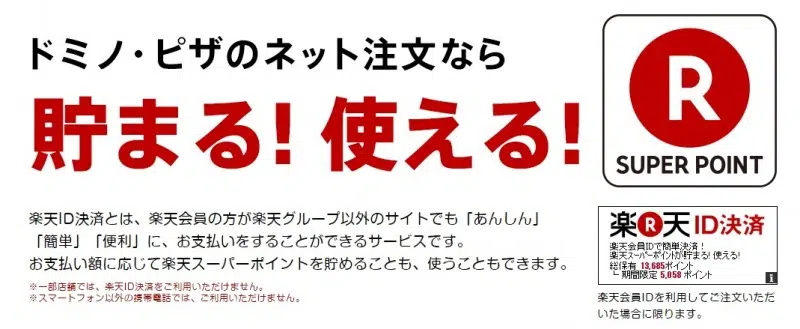 ドミノ・ピザのネット注文なら
貯まる! 使える!
楽天ID決済とは、楽天会員の方が楽天グループ以外のサイトでも「あんしん」
「簡単」「便利」に、お支払いをすることができるサービスです。
お支払い額に応じて楽天スーパーポイントを貯めることも、使うこともできます。
※一部店舗では、楽天ID決済をご利用いただけません。
※スマートフォン以外の携帯電話では、ご利用いただけません。
R
SUPER POINT
楽R天 ID決済
楽天会員IDで簡単決済!
楽天スーパーポイントが貯まる! 使える!
総保有 13,685ポイント
┗ 期間限定 5,058 ポイント
i
楽天会員IDを利用してご注文いただ
いた場合に限ります。